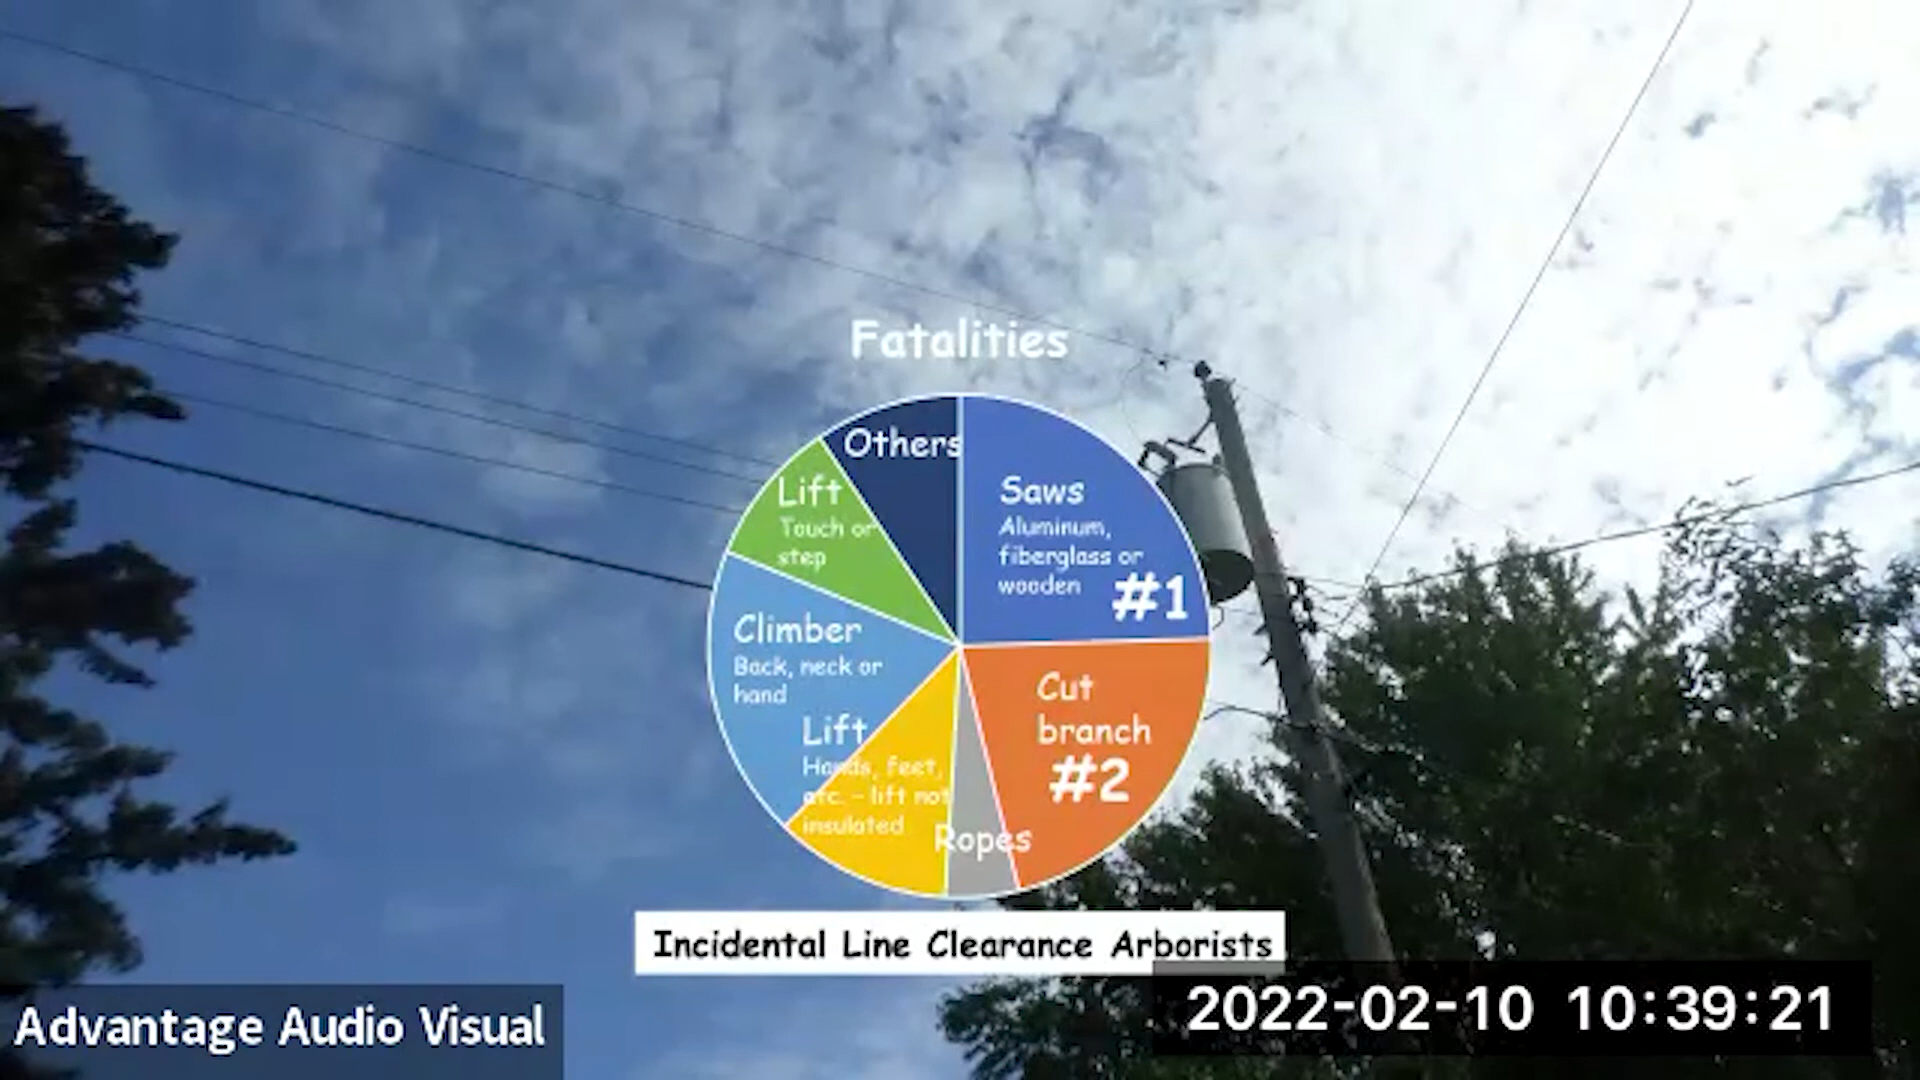 Fatalities
Others
Saws
Aluminum,
fiberglass or
wooden
#1
Lift
Touch or
step
Climber
Back, neck or
hand
Cut
branch
#2
Lift
Hands, feet,
etc. – lift not
insulated
Ropes
Incidental Line Clearance Arborists
Advantage Audio Visual
2022-02-10 10:39:21